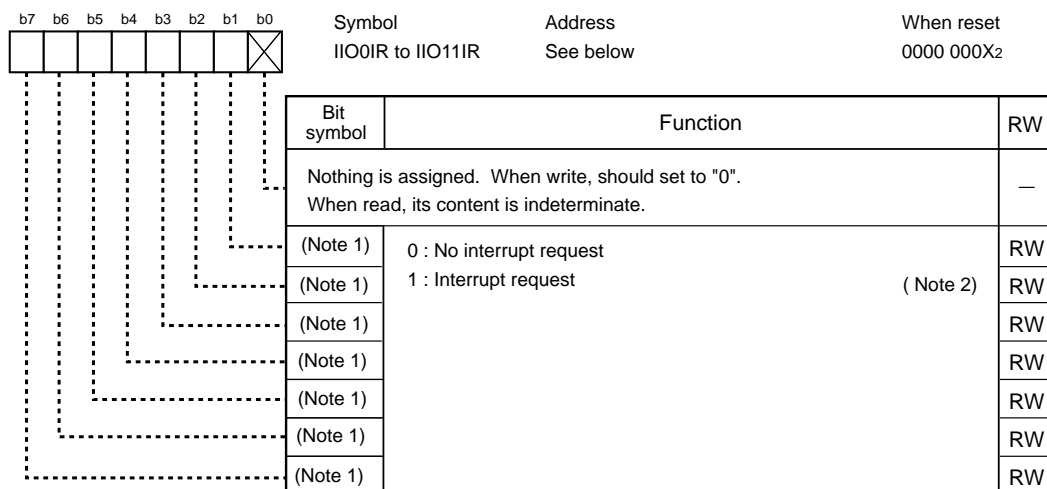 b7 b6 b5 b4 b3 b2 b1 b0
Symbol Address When reset
IIO0IR to IIO11IR See below 0000 000X2
Bit symbol Function RW
Nothing is assigned. When write, should set to "0". —
When read, its content is indeterminate.
(Note 1) 0 : No interrupt request RW
(Note 1) 1 : Interrupt request ( Note 2) RW
(Note 1) RW
(Note 1) RW
(Note 1) RW
(Note 1) RW
(Note 1) RW